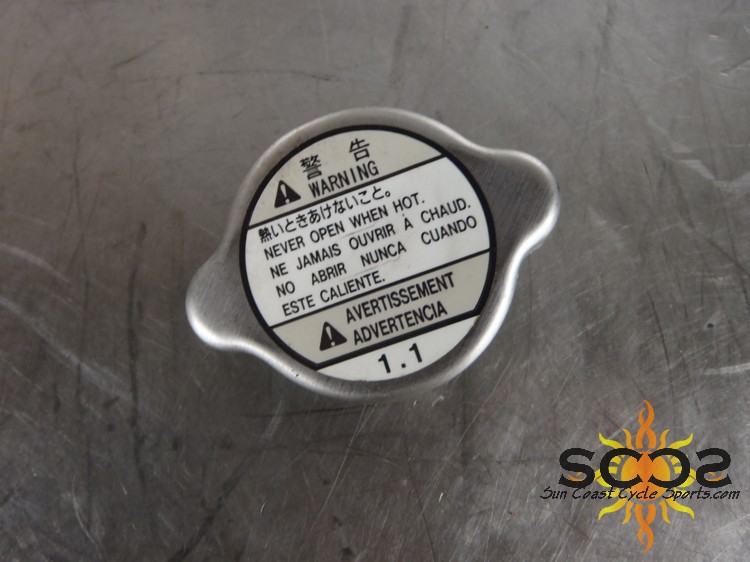 警告
WARNING
熱いときあけないこと。
NEVER OPEN WHEN HOT.
NE JAMAIS OUVRIR À CHAUD.
NO ABRIR NUNCA CUANDO
ESTE CALIENTE.
AVERTISSEMENT
ADVERTENCIA
1.1
SCCS
Sun Coast Cycle Sports.com